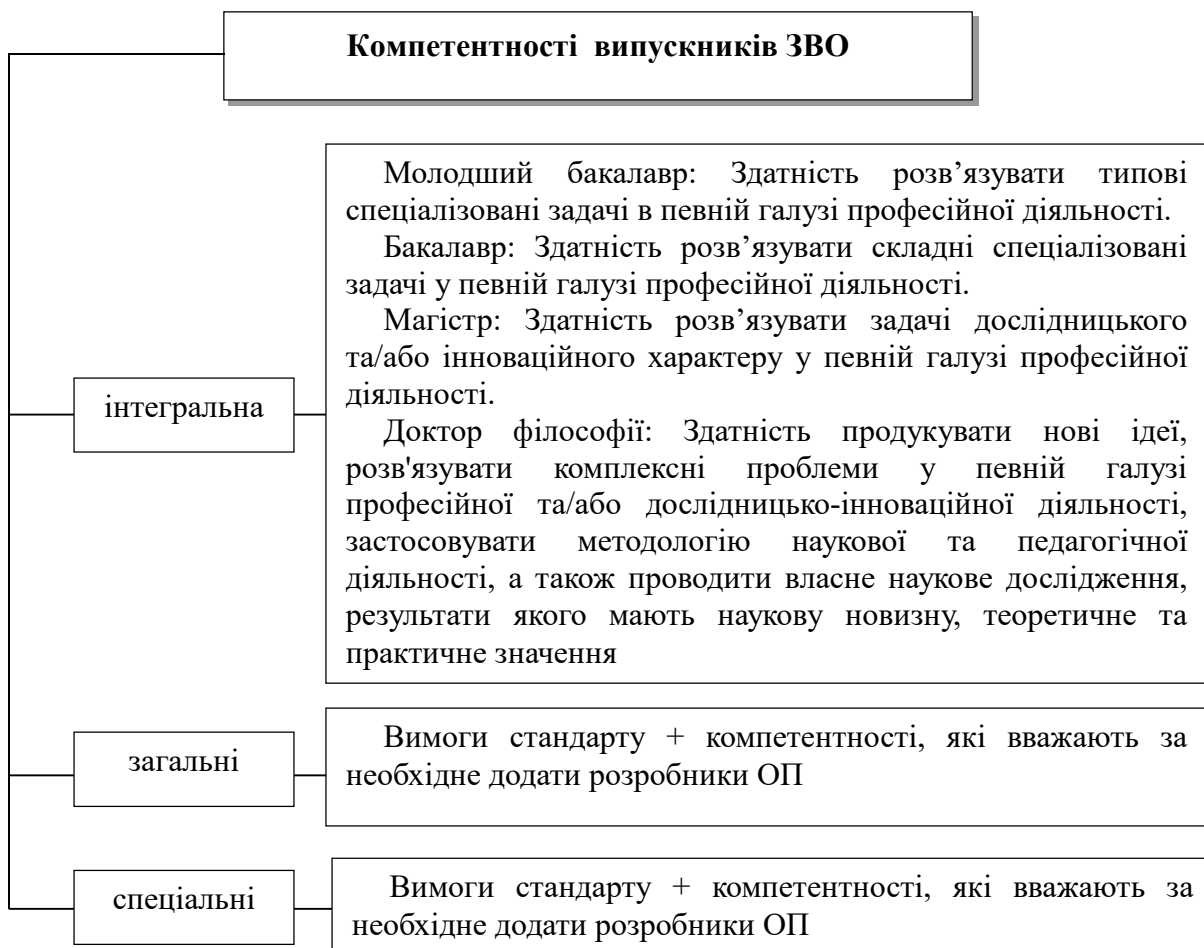 Компетентності випускників ЗВО
Молодший бакалавр: Здатність розв’язувати типові
спеціалізовані задачі в певній галузі професійної діяльності.
Бакалавр: Здатність розв’язувати складні спеціалізовані
задачі у певній галузі професійної діяльності.
Магістр: Здатність розв’язувати задачі дослідницького
та/або інноваційного характеру у певній галузі професійної
діяльності.
Доктор філософії: Здатність продукувати нові ідеї,
розв'язувати комплексні проблеми у певній галузі
професійної та/або дослідницько-інноваційної діяльності,
застосовувати методологію наукової та педагогічної
діяльності, а також проводити власне наукове дослідження,
результати якого мають наукову новизну, теоретичне та
практичне значення
інтегральна
загальні
Вимоги стандарту + компетентності, які вважають за
необхідне додати розробники ОП
спеціальні
Вимоги стандарту + компетентності, які вважають за
необхідне додати розробники ОП